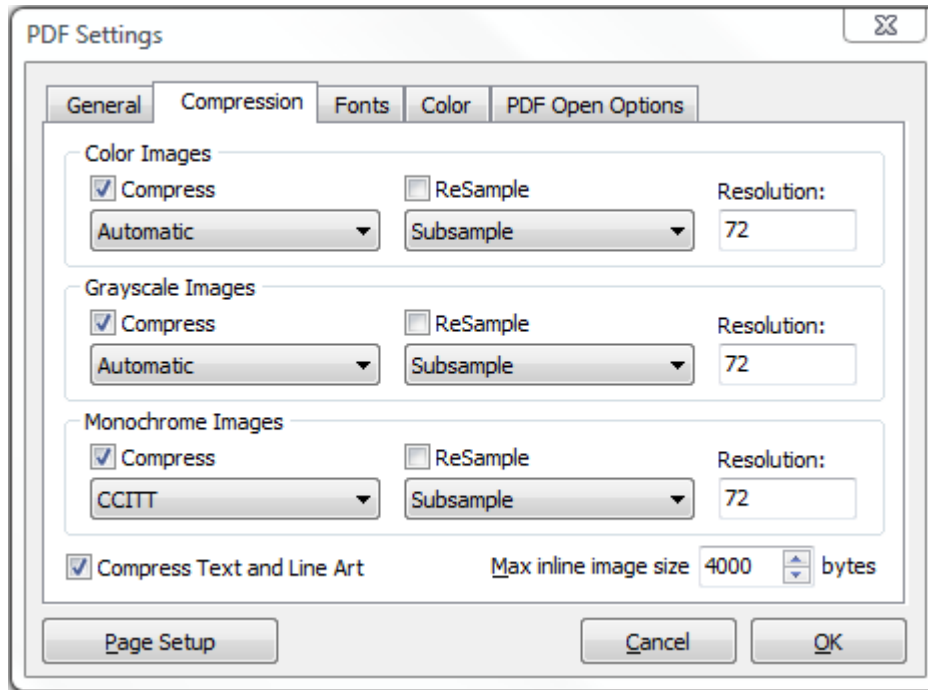 PDF Settings
General Compression Fonts Color PDF Open Options
Color Images
Compress ReSample Resolution:
Automatic Subsample 72
Grayscale Images
Compress ReSample Resolution:
Automatic Subsample 72
Monochrome Images
Compress ReSample Resolution:
CCITT Subsample 72
Compress Text and Line Art Max inline image size 4000 bytes
Page Setup Cancel OK